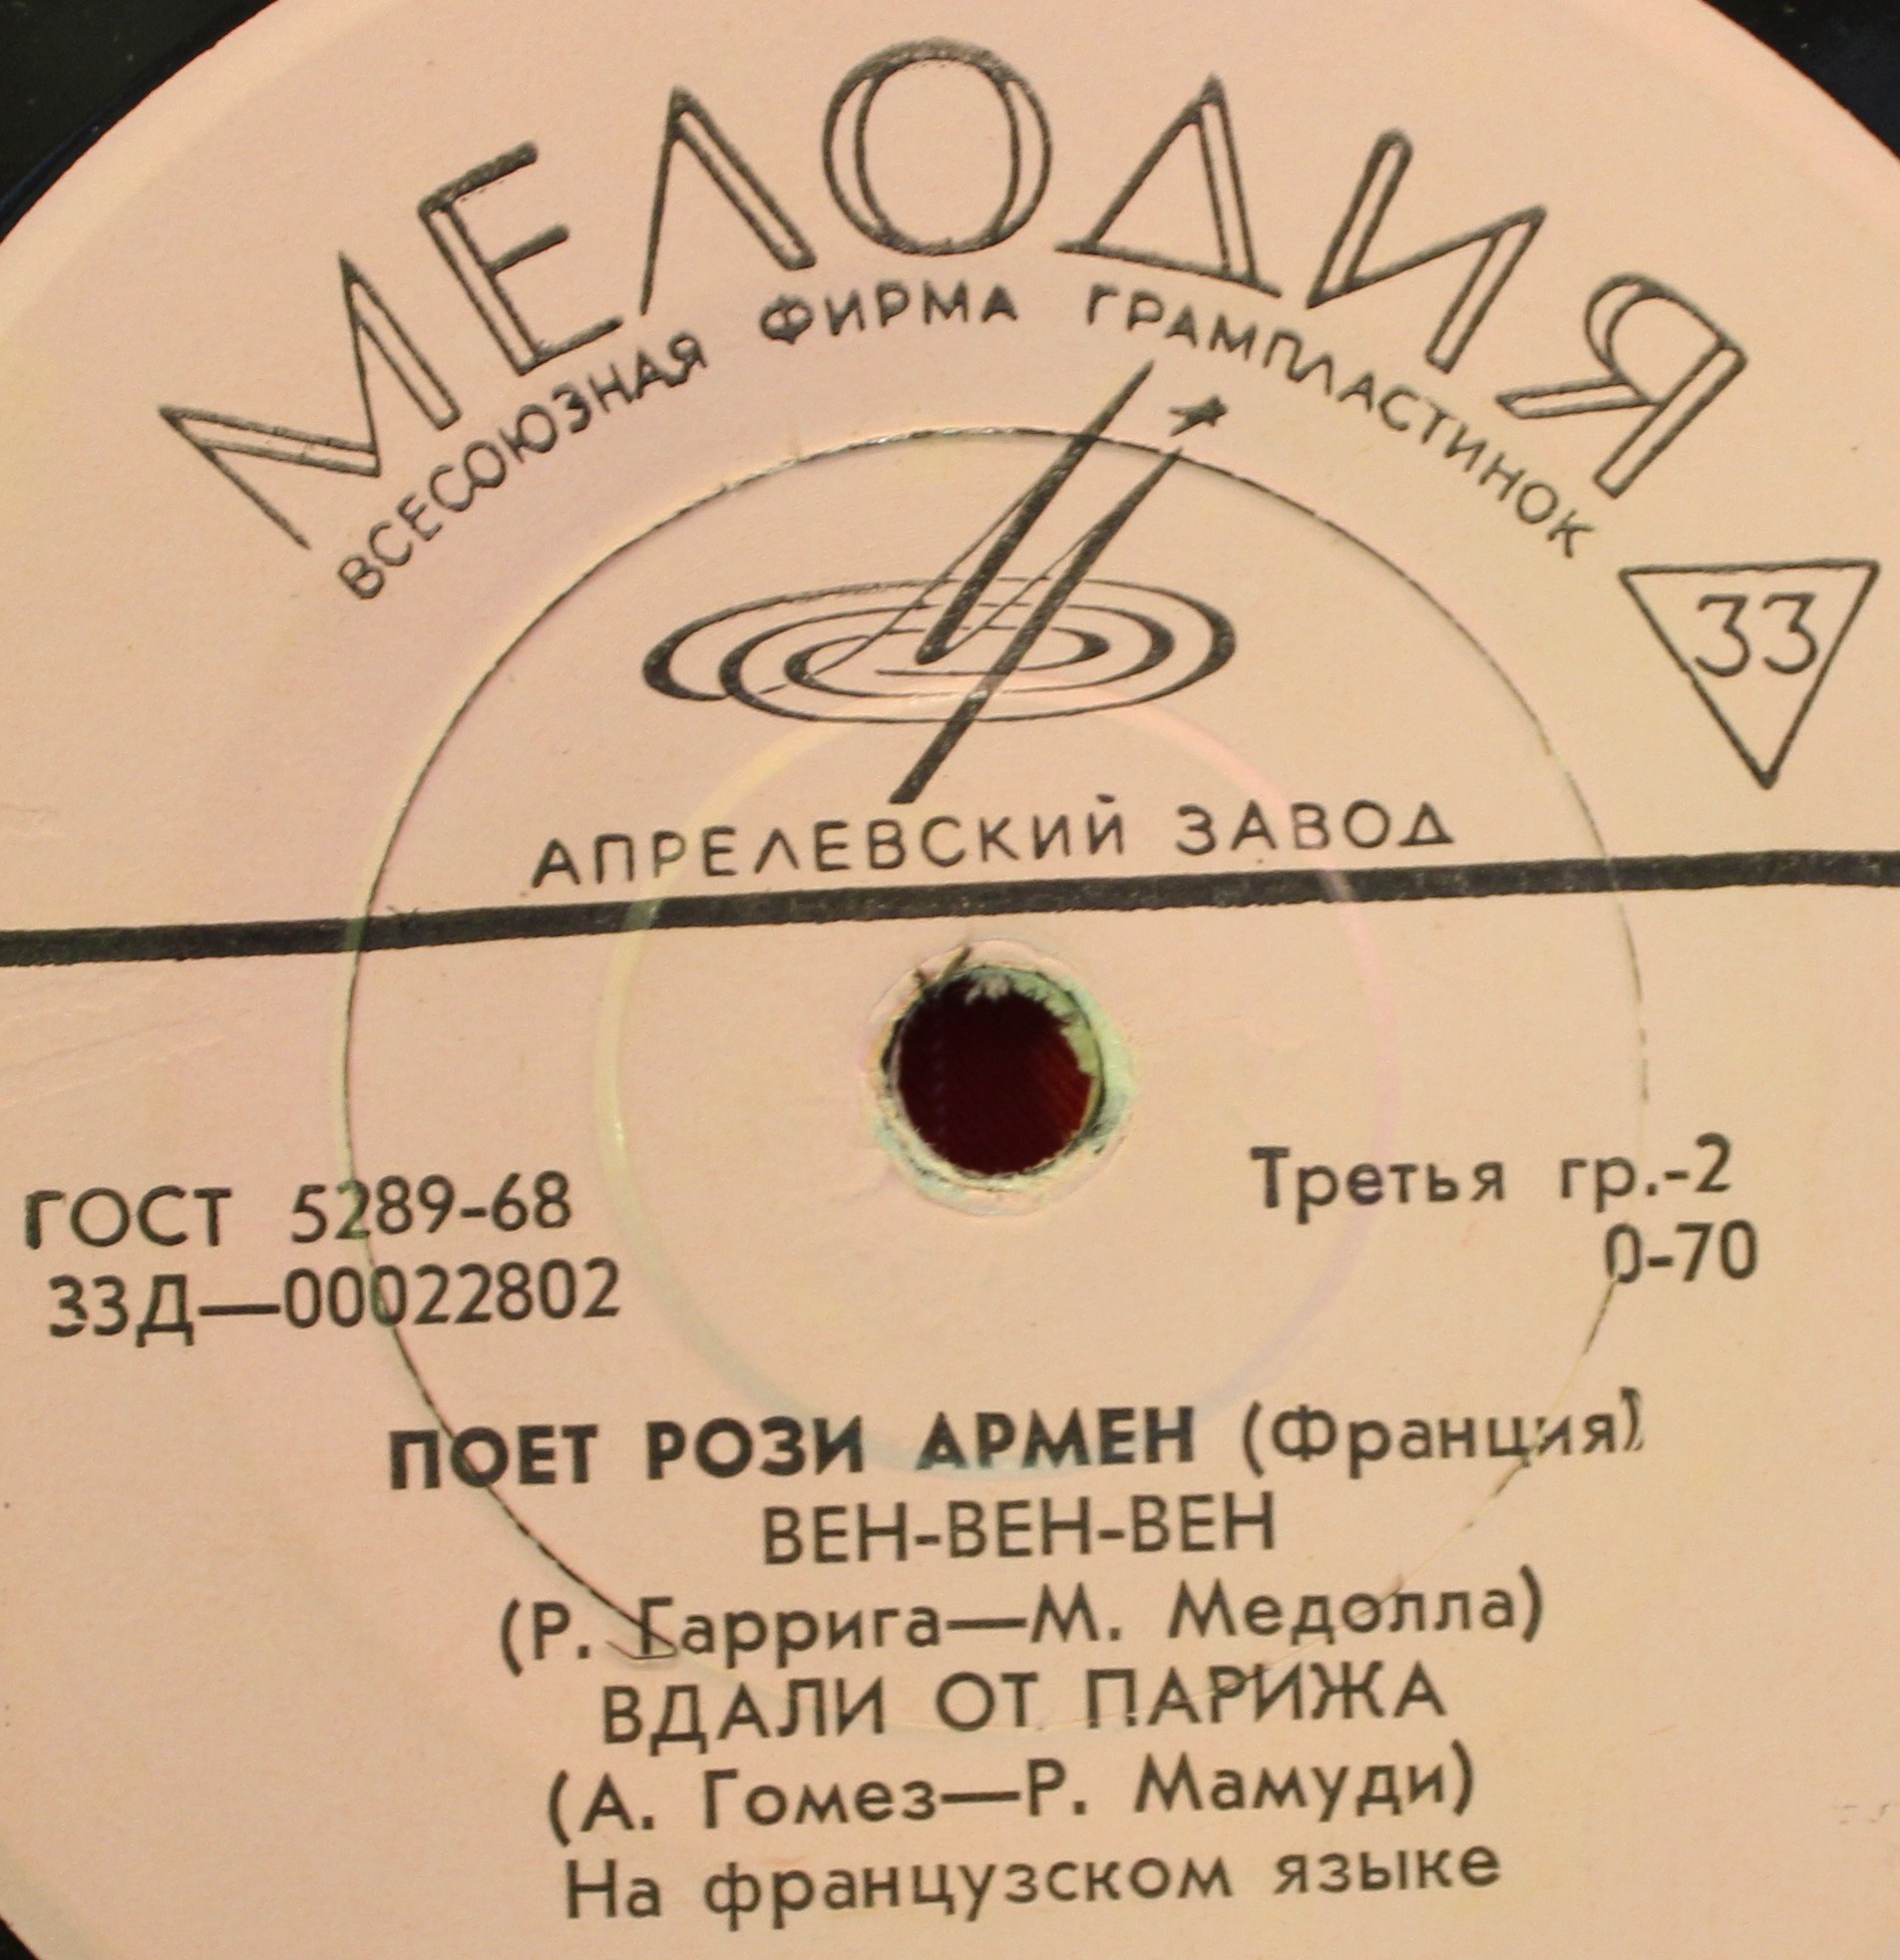 МЕЛОДИЯ
ВСЕСОЮЗНАЯ ФИРМА ГРАМПЛАСТИНОК
33
АПРЕЛЕВСКИЙ ЗАВОД
ГОСТ 5289-68
Третья гр.-2
33Д—00022802
0-70
ПОЕТ РОЗИ АРМЕН (Франция)
ВЕН-ВЕН-ВЕН
(Р. Гаррига—М. Медолла)
ВДАЛИ ОТ ПАРИЖА
(А. Гомез—Р. Мамуди)
На французском языке